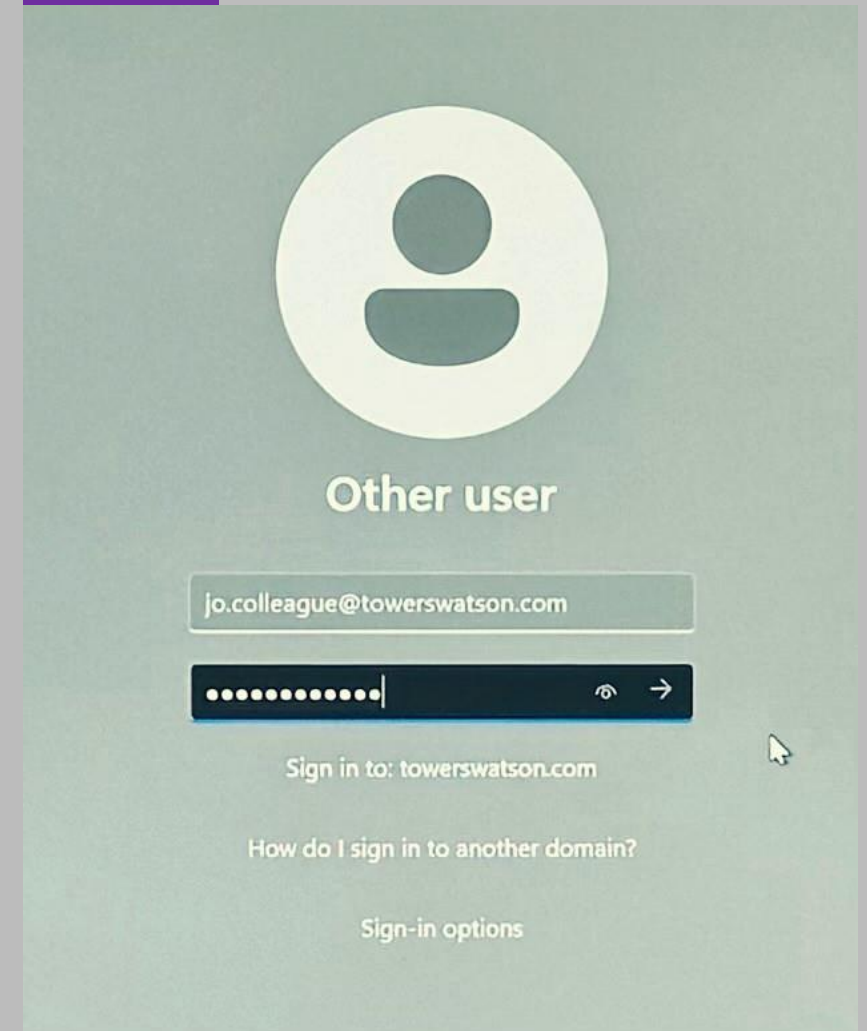 Other user
jo.colleague@towerswatson.com
••••••••••••
Sign in to: towerswatson.com
How do I sign in to another domain?
Sign-in options